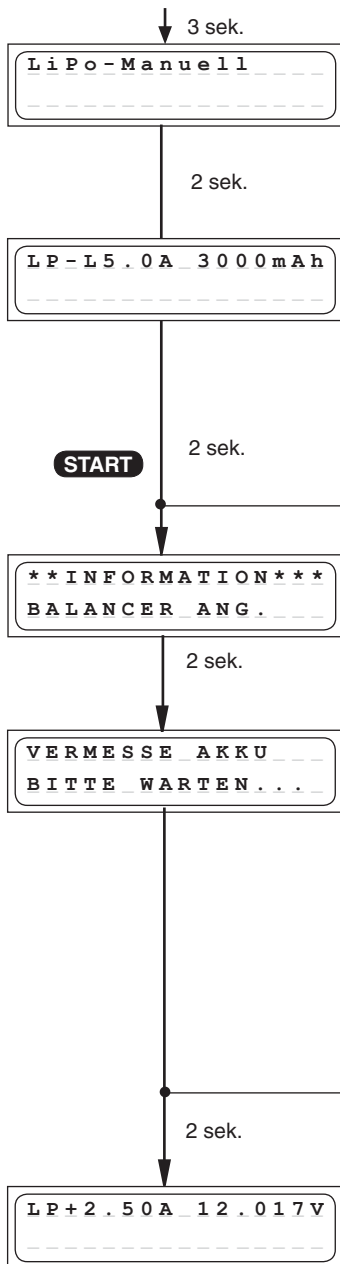 3 sek.
LiPo-Manuell
2 sek.
LP-L5.0A 3000mAh
START
2 sek.
**INFORMATION***
BALANCER ANG.
2 sek.
VERMESSE AKKU
BITTE WARTEN...
2 sek.
LP+2.50A 12.017V